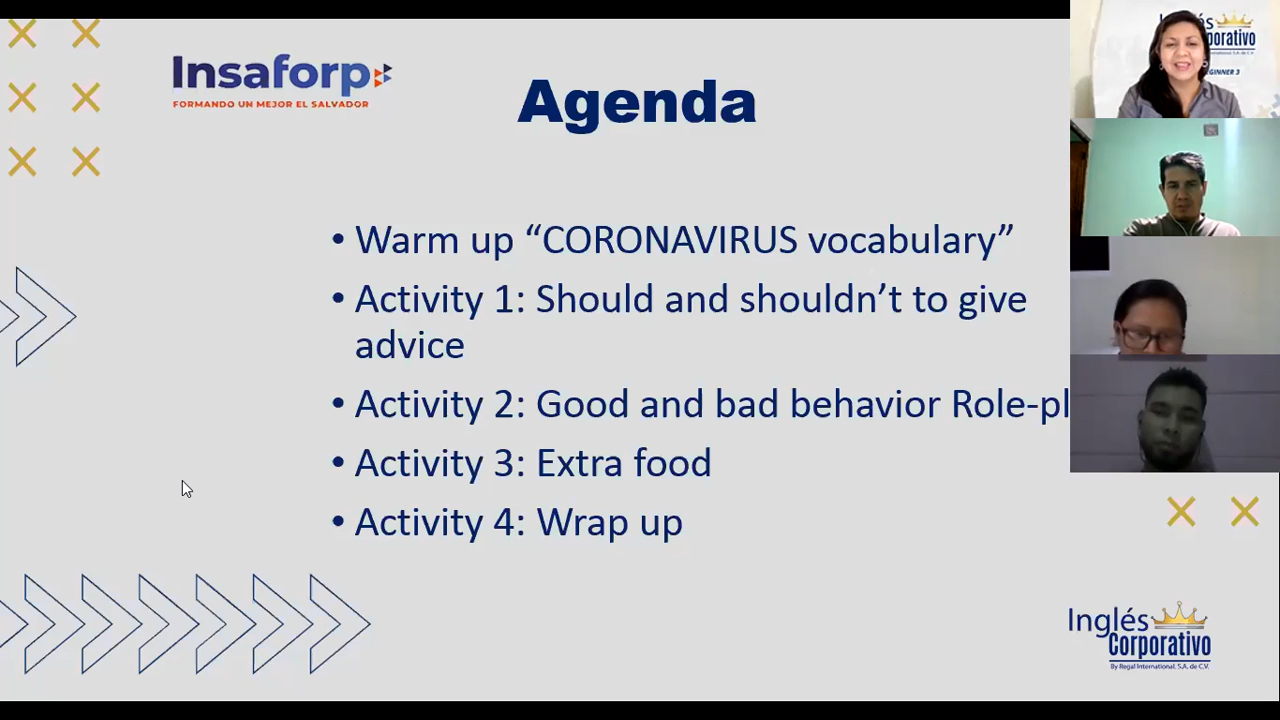 Insaforp
FORMANDO UN MEJOR EL SALVADOR
Agenda
• Warm up “CORONAVIRUS vocabulary”
• Activity 1: Should and shouldn’t to give
advice
• Activity 2: Good and bad behavior Role-pl
• Activity 3: Extra food
• Activity 4: Wrap up
Inglés
Corporativo
By Regal International, S.A. de C.V.